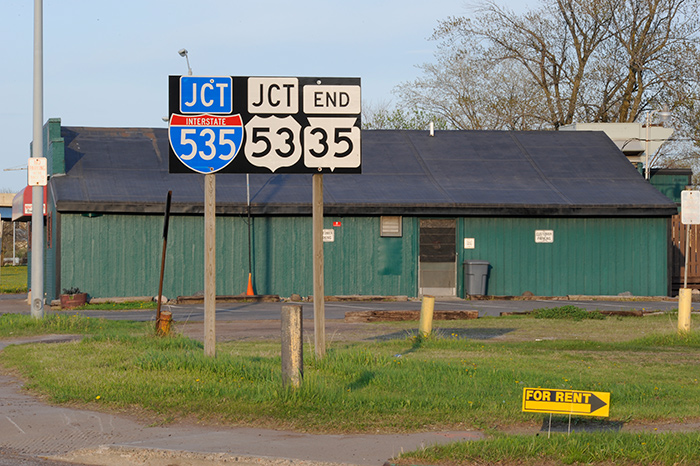 JCT JCT END
INTERSTATE
535 53 35
FOR RENT